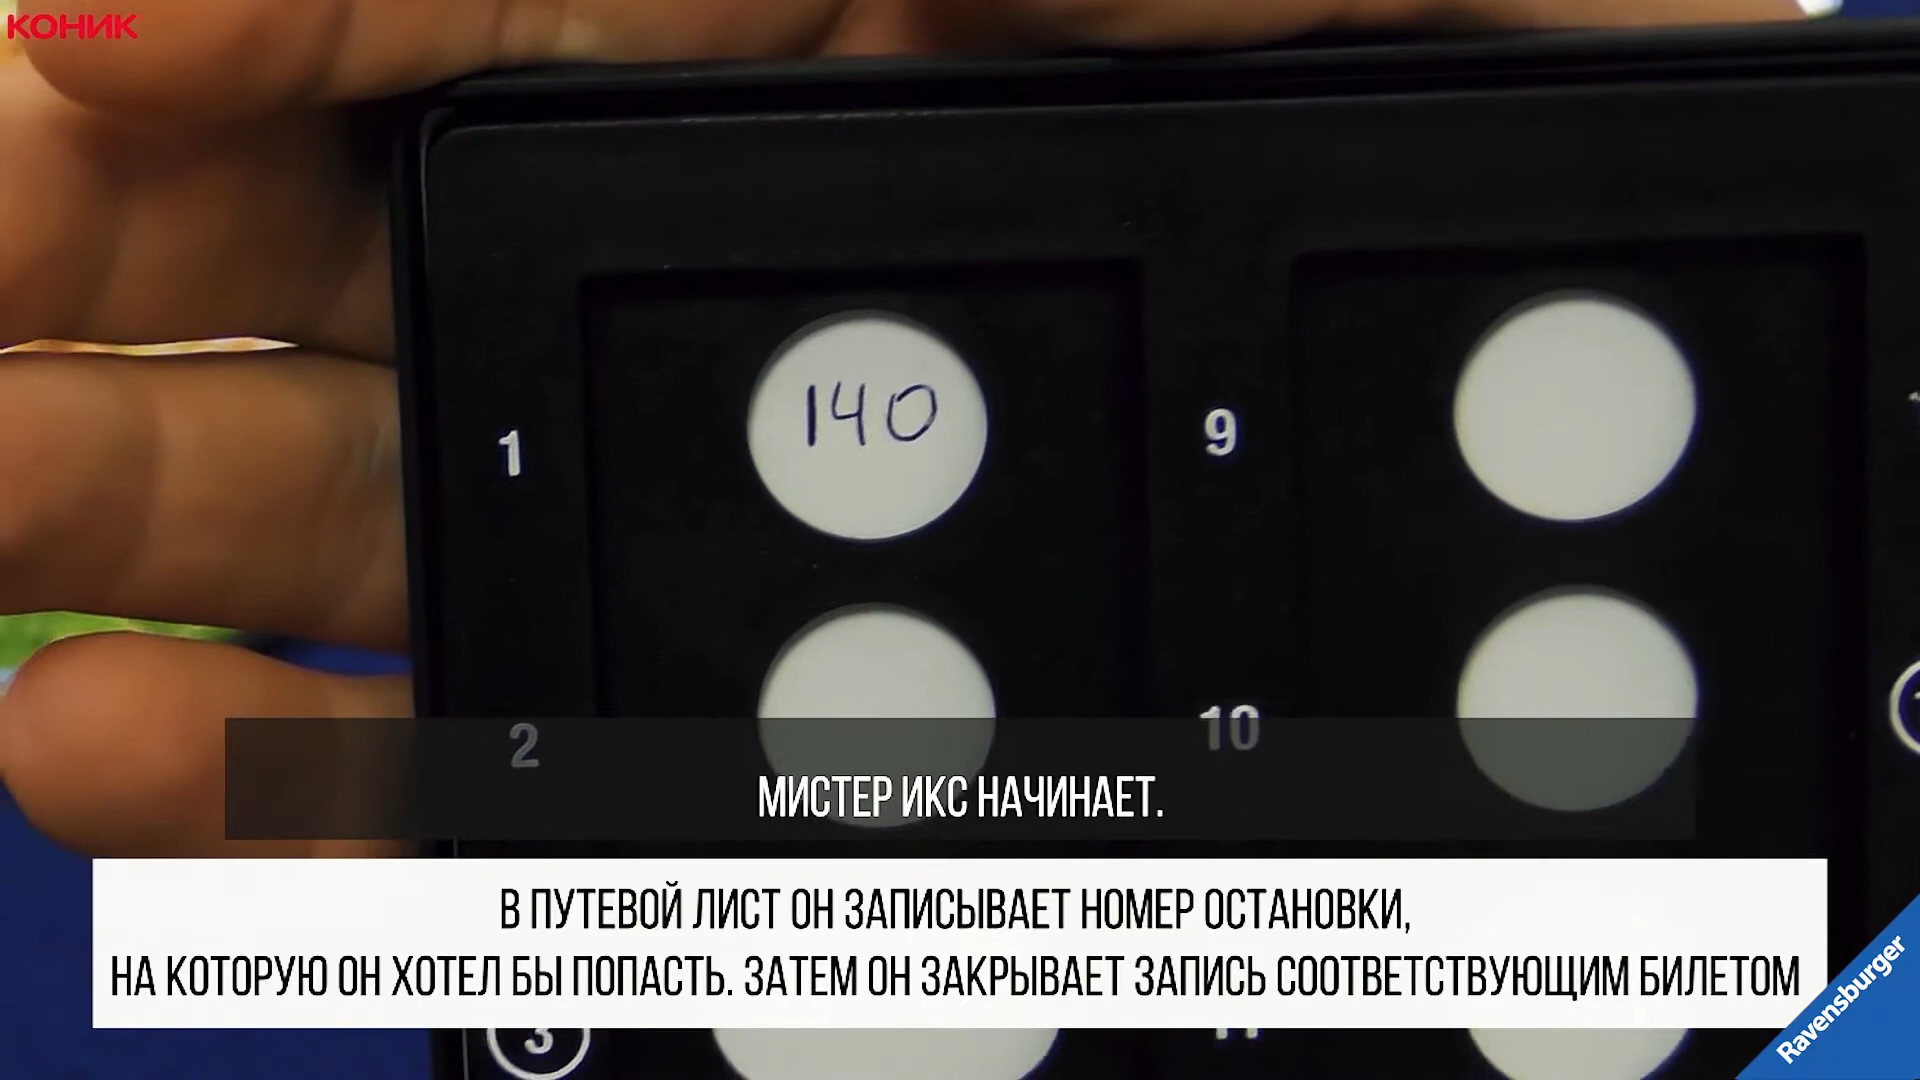 КОНИК
140
1
9
2
10
МИСТЕР ИКС НАЧИНАЕТ.
В ПУТЕВОЙ ЛИСТ ОН ЗАПИСЫВАЕТ НОМЕР ОСТАНОВКИ,
НА КОТОРУЮ ОН ХОТЕЛ БЫ ПОПАСТЬ. ЗАТЕМ ОН ЗАКРЫВАЕТ ЗАПИСЬ СООТВЕТСТВУЮЩИМ БИЛЕТОМ
3
Ravensburger